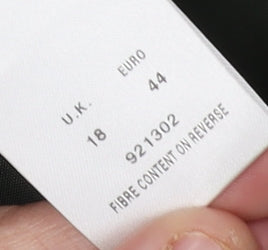 U.K. EURO
18 44
921302
FIBRE CONTENT ON REVERSE